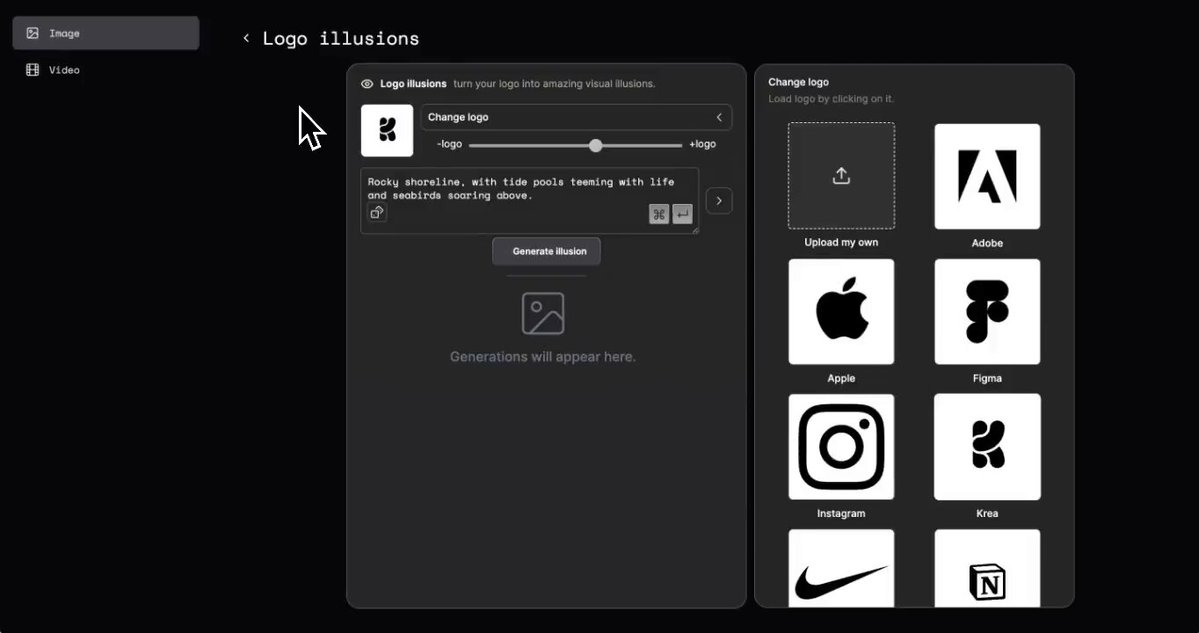 Image
Video
Logo illusions
Logo illusions turn your logo into amazing visual illusions.
Change logo
-logo
+logo
Rocky shoreline, with tide pools teeming with life
and seabirds soaring above.
Generate illusion
Generations will appear here.
Change logo
Load logo by clicking on it.
Upload my own
Adobe
Apple
Figma
Instagram
Krea
N